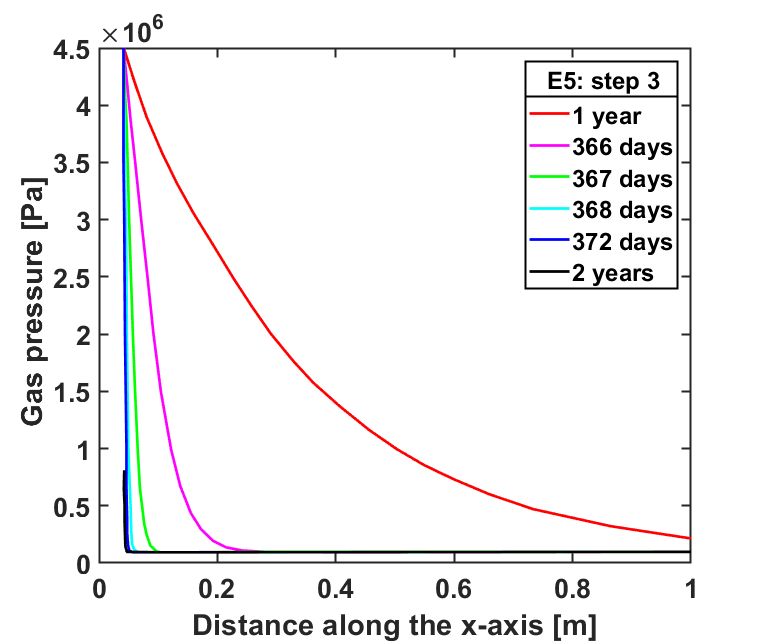 ×10⁶
4.5
4
3.5
3
2.5
2
1.5
1
0.5
0
Gas pressure [Pa]
E5: step 3
1 year
366 days
367 days
368 days
372 days
2 years
0 0.2 0.4 0.6 0.8 1
Distance along the x-axis [m]